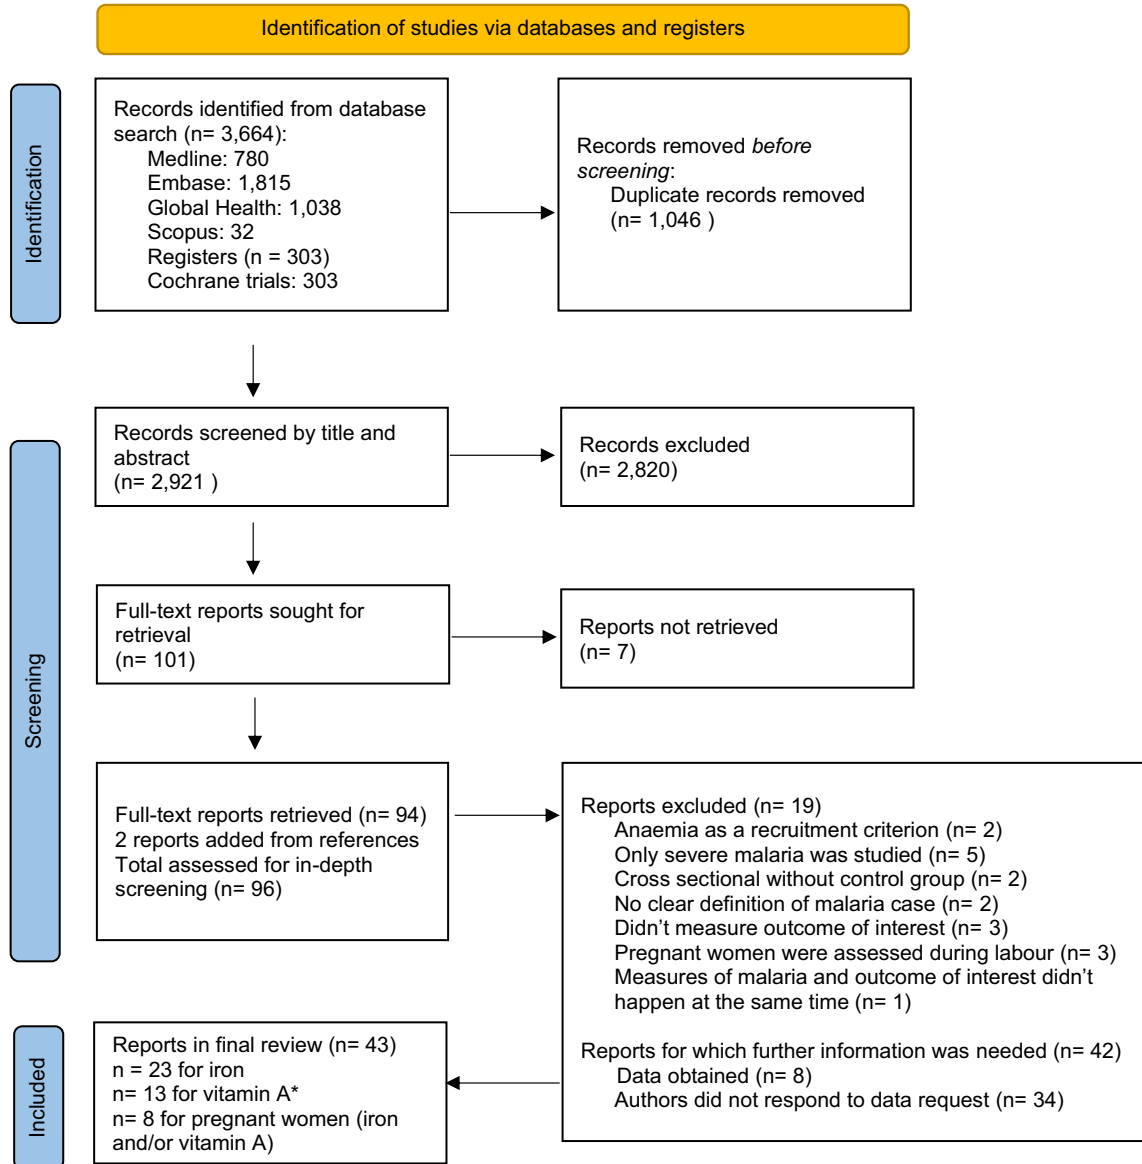 Identification of studies via databases and registers
Identification
Records identified from database
search (n= 3,664):
Medline: 780
Embase: 1,815
Global Health: 1,038
Scopus: 32
Registers (n = 303)
Cochrane trials: 303
Records removed before
screening:
Duplicate records removed
(n= 1,046 )
Screening
Records screened by title and
abstract
(n= 2,921 )
Records excluded
(n= 2,820)
Full-text reports sought for
retrieval
(n= 101)
Reports not retrieved
(n= 7)
Full-text reports retrieved (n= 94)
2 reports added from references
Total assessed for in-depth
screening (n= 96)
Reports excluded (n= 19)
Anaemia as a recruitment criterion (n= 2)
Only severe malaria was studied (n= 5)
Cross sectional without control group (n= 2)
No clear definition of malaria case (n= 2)
Didn’t measure outcome of interest (n= 3)
Pregnant women were assessed during labour (n= 3)
Measures of malaria and outcome of interest didn’t
happen at the same time (n= 1)
Reports for which further information was needed (n= 42)
Data obtained (n= 8)
Authors did not respond to data request (n= 34)
Included
Reports in final review (n= 43)
n = 23 for iron
n= 13 for vitamin A*
n= 8 for pregnant women (iron
and/or vitamin A)